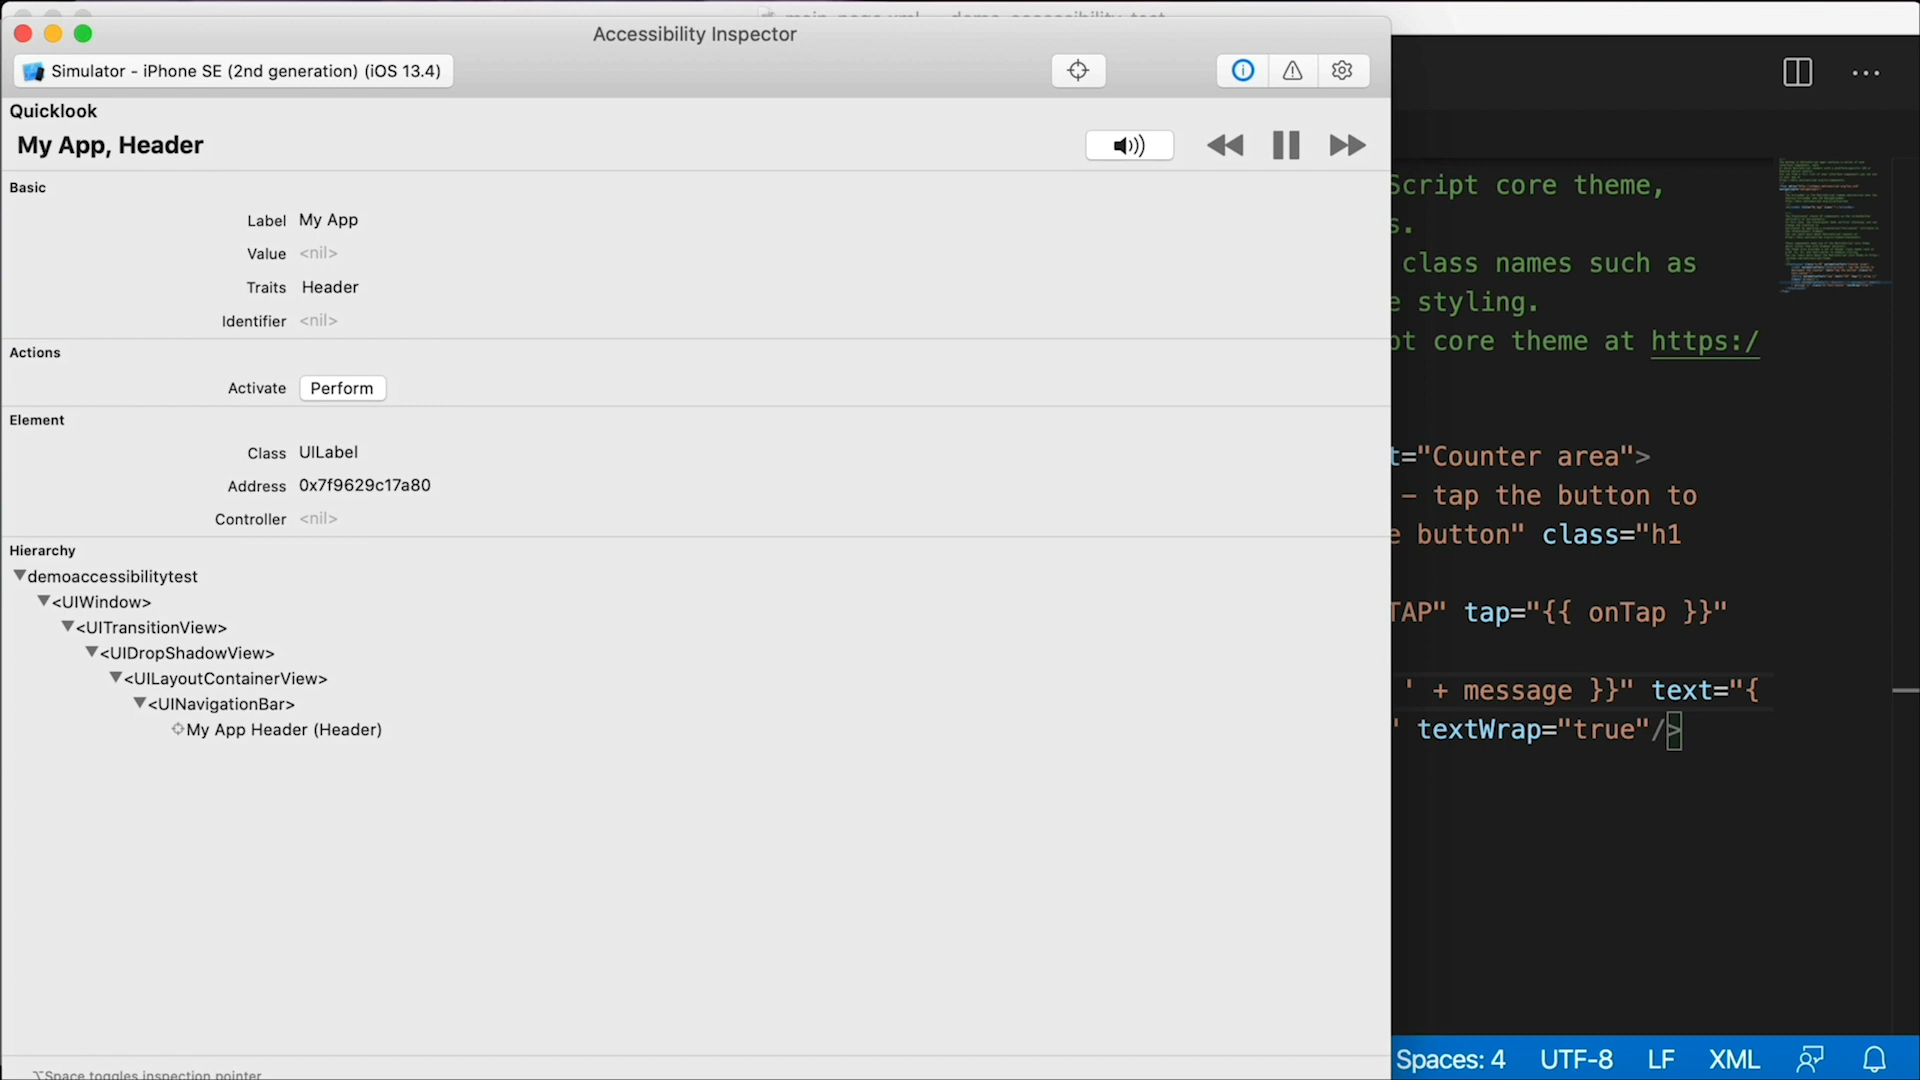 Accessibility Inspector
Simulator - iPhone SE (2nd generation) (iOS 13.4)
Quicklook
My App, Header
Basic
Label My App
Value <nil>
Traits Header
Identifier <nil>
Actions
Activate Perform
Element
Class UILabel
Address 0x7f9629c17a80
Controller <nil>
Hierarchy
demoaccessibilitytest
<UIWindow>
<UITransitionView>
<UIDropShadowView>
<UILayoutContainerView>
<UINavigationBar>
My App Header (Header)
⌥Space toggles inspection pointer
Script core theme,
s.
class names such as
e styling.
pt core theme at https:/
t="Counter area">
– tap the button to
e button" class="h1
TAP" tap="{{ onTap }}"
' + message }}" text="{
" textWrap="true"/>
Spaces: 4 UTF-8 LF XML